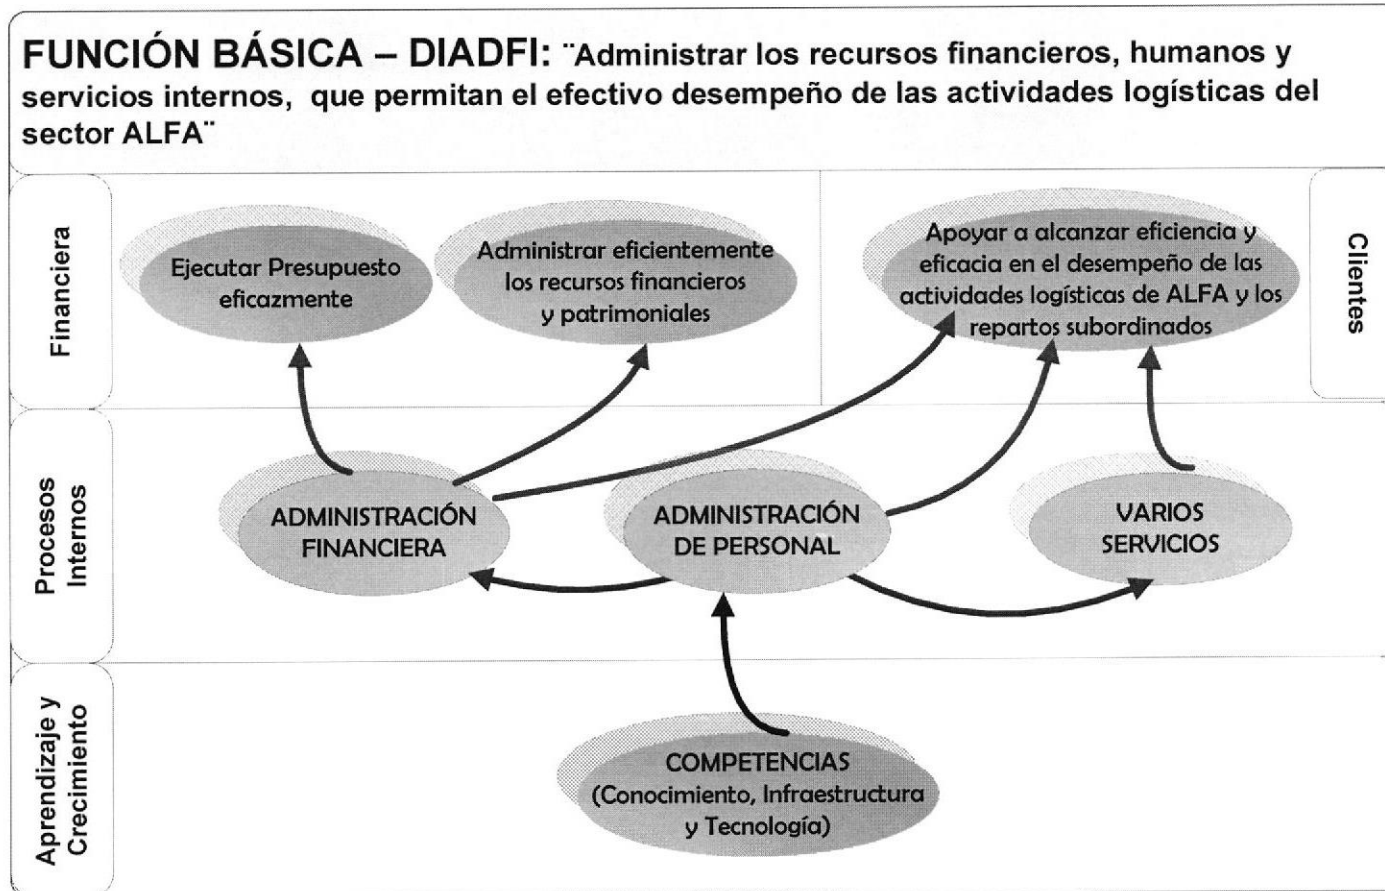 FUNCIÓN BÁSICA – DIADFI: ¨Administrar los recursos financieros, humanos y
servicios internos, que permitan el efectivo desempeño de las actividades logísticas del
sector ALFA¨
Financiera
Ejecutar Presupuesto
eficazmente
Administrar eficientemente
los recursos financieros
y patrimoniales
Apoyar a alcanzar eficiencia y
eficacia en el desempeño de las
actividades logísticas de ALFA y los
repartos subordinados
Clientes
Procesos
Internos
ADMINISTRACIÓN
FINANCIERA
ADMINISTRACIÓN
DE PERSONAL
VARIOS
SERVICIOS
Aprendizaje y
Crecimiento
COMPETENCIAS
(Conocimiento, Infraestructura
y Tecnología)